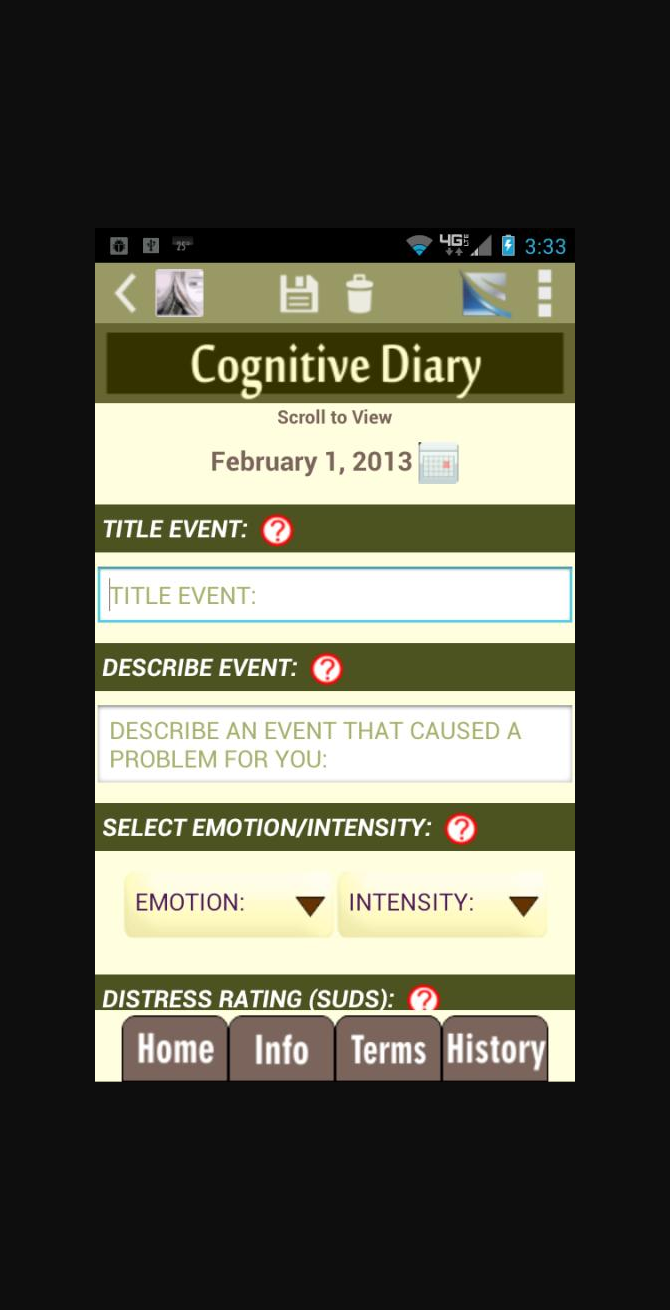 25°
4G
3:33
Cognitive Diary
Scroll to View
February 1, 2013
TITLE EVENT: ?
TITLE EVENT:
DESCRIBE EVENT: ?
DESCRIBE AN EVENT THAT CAUSED A
PROBLEM FOR YOU:
SELECT EMOTION/INTENSITY: ?
EMOTION: INTENSITY:
DISTRESS RATING (SUDS): ?
Home Info Terms History